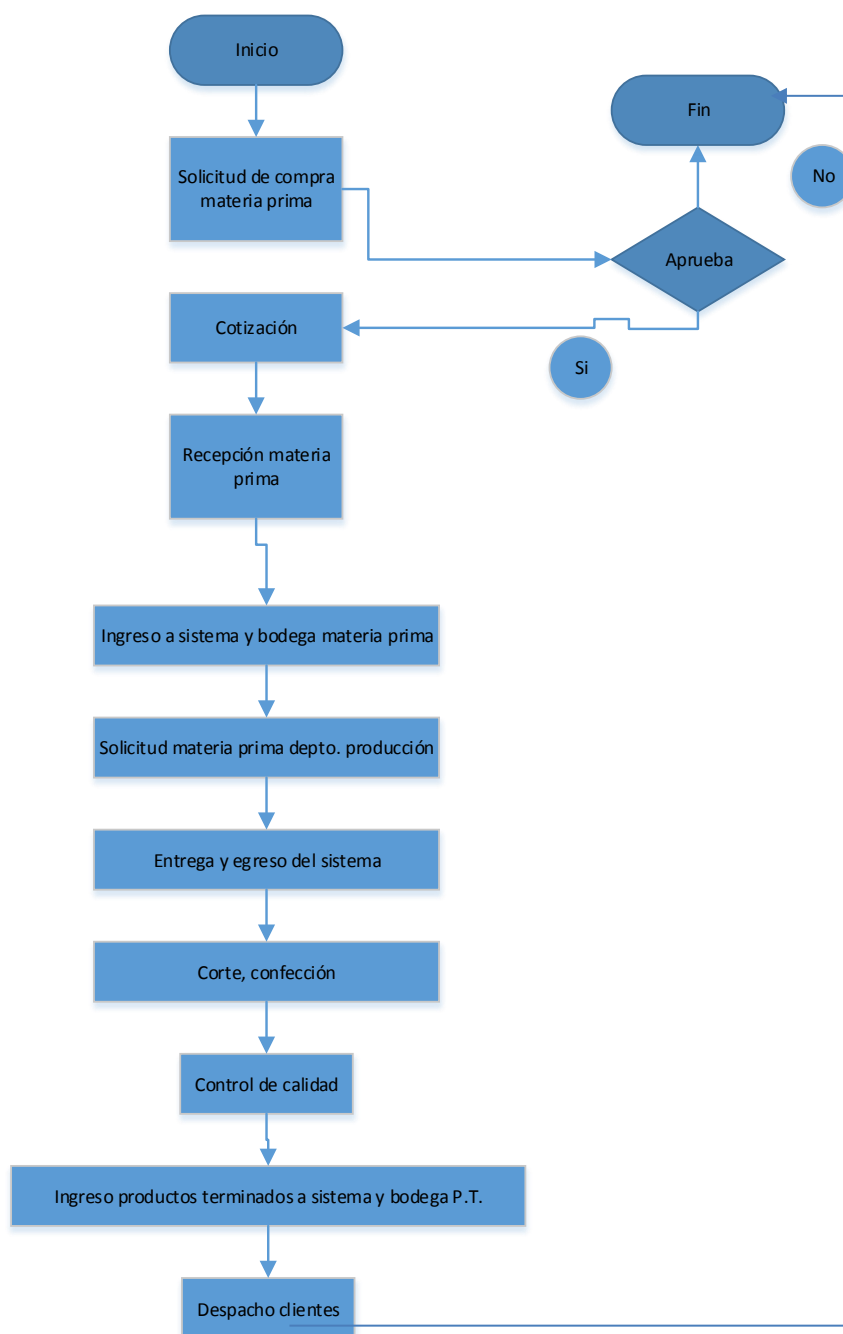 Inicio
Fin
Solicitud de compra
materia prima
No
Aprueba
Cotización
Si
Recepción materia
prima
Ingreso a sistema y bodega materia prima
Solicitud materia prima depto. producción
Entrega y egreso del sistema
Corte, confección
Control de calidad
Ingreso productos terminados a sistema y bodega P.T.
Despacho clientes